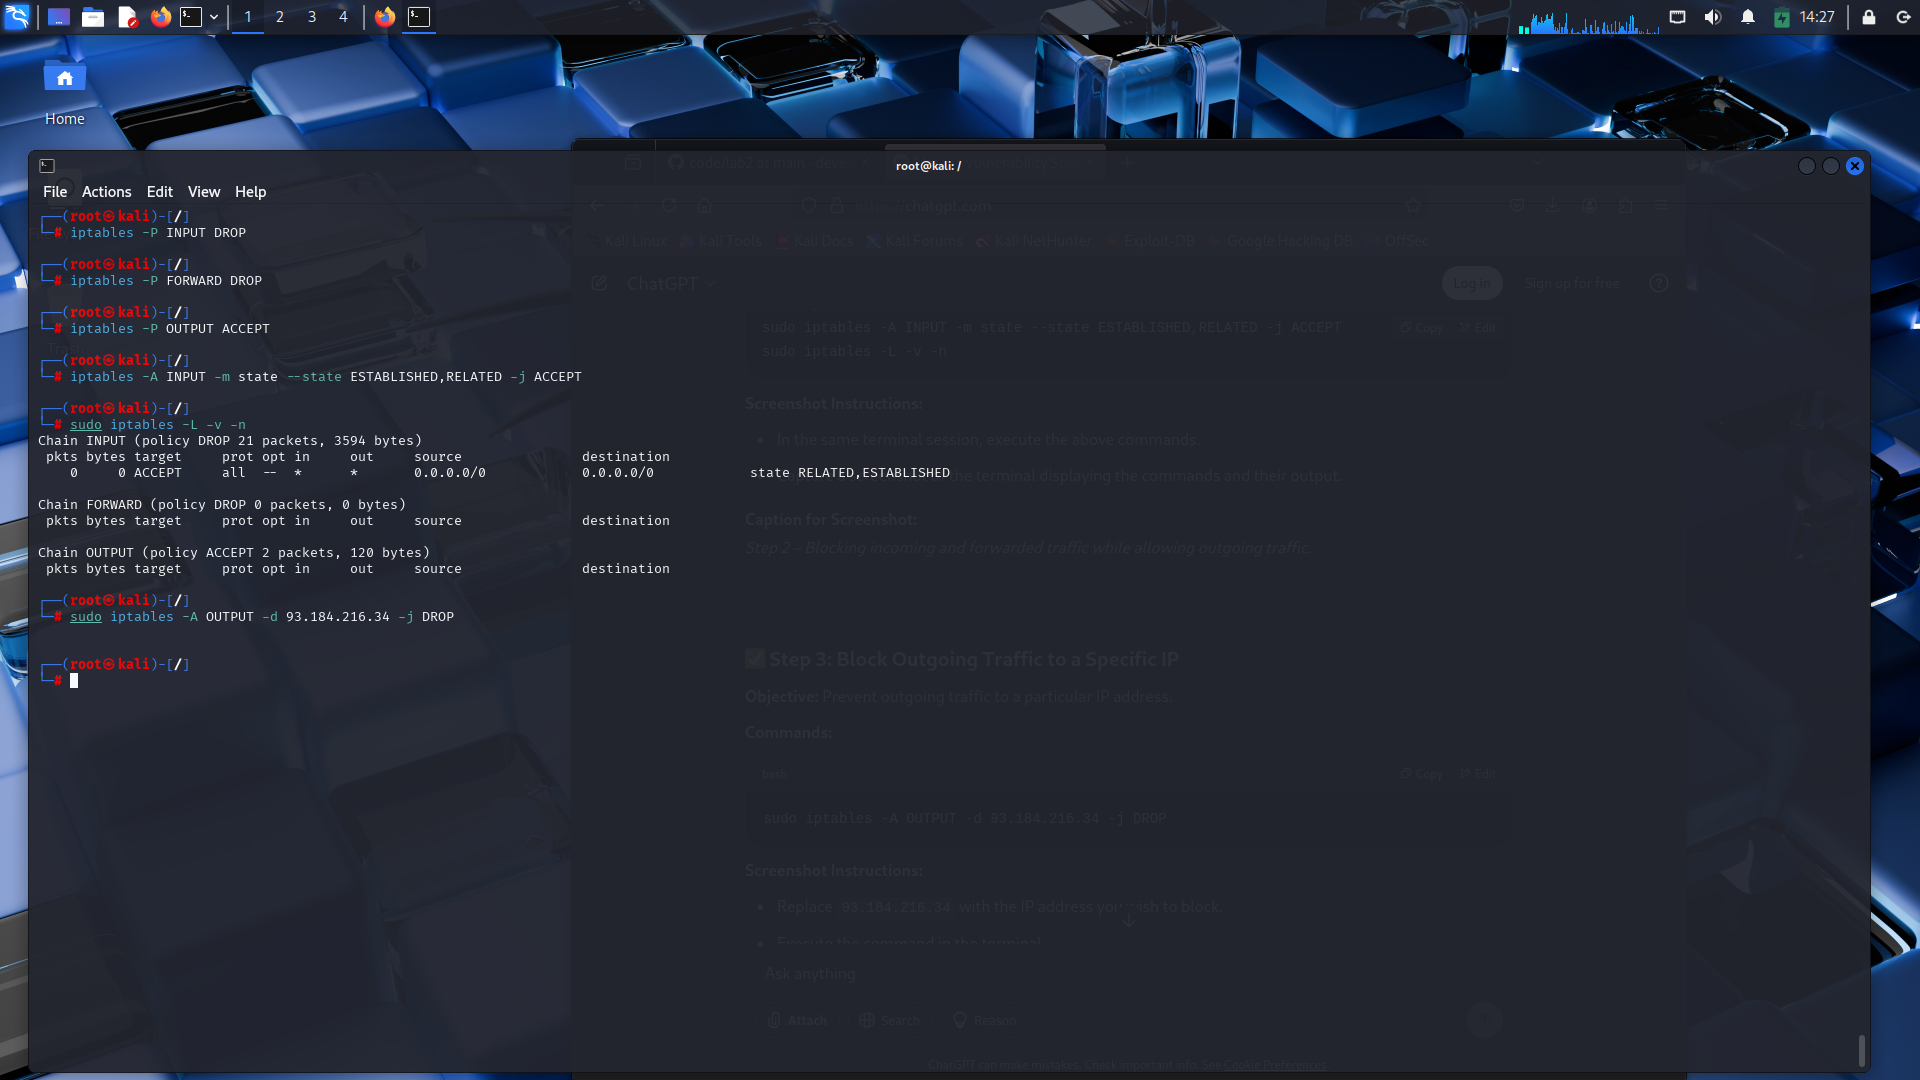 1 2 3 4 14:27
Home
root@kali: /
File Actions Edit View Help
┌──(root㉿kali)-[/]
└─# iptables -P INPUT DROP
┌──(root㉿kali)-[/]
└─# iptables -P FORWARD DROP
┌──(root㉿kali)-[/]
└─# iptables -P OUTPUT ACCEPT
┌──(root㉿kali)-[/]
└─# iptables -A INPUT -m state --state ESTABLISHED,RELATED -j ACCEPT
┌──(root㉿kali)-[/]
└─# sudo iptables -L -v -n
Chain INPUT (policy DROP 21 packets, 3594 bytes)
pkts bytes target prot opt in out source destination
0 0 ACCEPT all -- * * 0.0.0.0/0 0.0.0.0/0 state RELATED,ESTABLISHED
Chain FORWARD (policy DROP 0 packets, 0 bytes)
pkts bytes target prot opt in out source destination
Chain OUTPUT (policy ACCEPT 2 packets, 120 bytes)
pkts bytes target prot opt in out source destination
┌──(root㉿kali)-[/]
└─# sudo iptables -A OUTPUT -d 93.184.216.34 -j DROP
┌──(root㉿kali)-[/]
└─#
chatgpt.com
Kali Linux Kali Tools Kali Docs Kali Forums Kali NetHunter Exploit-DB Google Hacking DB OffSec
ChatGPT Log in Sign up for free
sudo iptables -A INPUT -m state --state ESTABLISHED,RELATED -j ACCEPT Copy Edit
sudo iptables -L -v -n
Screenshot Instructions:
In the same terminal session, execute the above commands.
the terminal displaying the commands and their output.
Caption for Screenshot:
Step 2 – Blocking incoming and forwarded traffic while allowing outgoing traffic.
Step 3: Block Outgoing Traffic to a Specific IP
Objective: Prevent outgoing traffic to a particular IP address.
Commands:
bash Copy Edit
sudo iptables -A OUTPUT -d 93.184.216.34 -j DROP
Screenshot Instructions:
Replace 93.184.216.34 with the IP address you wish to block.
Execute the command in the terminal
Ask anything
Attach Search Reason
ChatGPT can make mistakes. Check important info. See Cookie Preferences